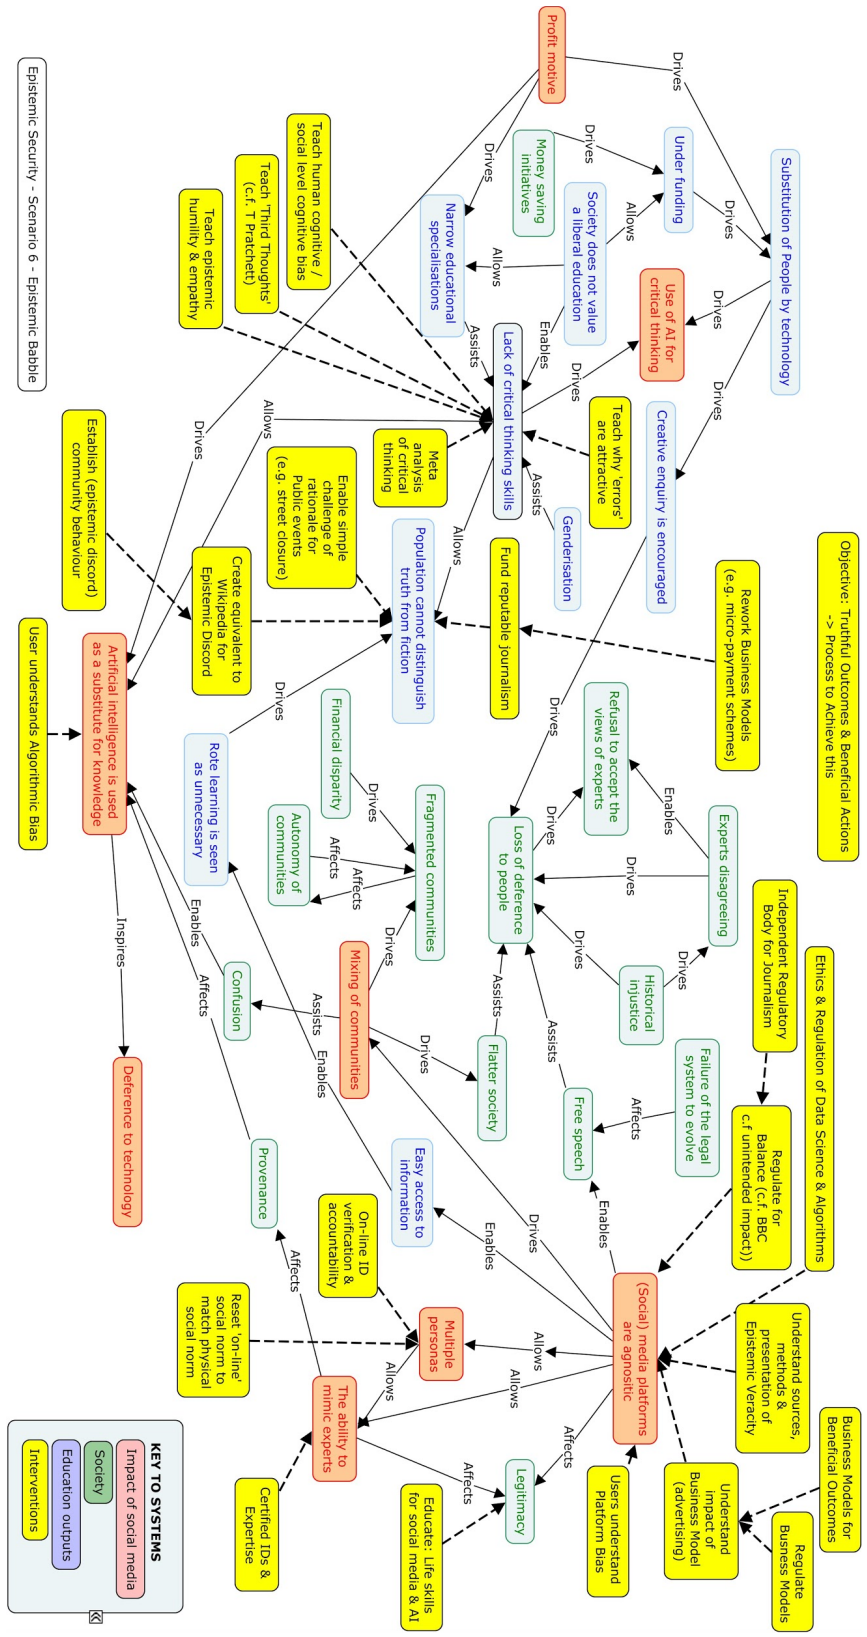 Objective: Truthful Outcomes & Beneficial Actions
-> Process to Achieve this
Business Models for
Beneficial Outcomes
Ethics & Regulation of Data Science & Algorithms
Substitution of People by technology
Rework Business Models
(e.g. micro-payment schemes)
Independent Regulatory
Body for Journalism
Regulate for
Balance (c.f. BBC
c.f unintended impact))
Understand sources,
methods &
presentation of
Epistemic Veracity
Regulate
Business Models
Understand
impact of
Business Model
(advertising)
Drives
Drives
Drives
Drives
Under funding
Use of AI for
critical thinking
Creative enquiry is encouraged
Experts disagreeing
Enables
Drives
Drives
Failure of the legal
system to evolve
Affects
(Social) media platforms
are agnositic
Users understand
Platform Bias
Drives
Allows
Money saving
initiatives
Society does not value
a liberal education
Teach why 'errors'
are attractive
Refusal to accept the
views of experts
Historical
injustice
Free speech
Enables
Profit motive
Drives
Allows
Enables
Drives
Genderisation
Assists
Drives
Drives
Drives
Assists
Drives
Allows
Affects
Narrow educational
specialisations
Assists
Lack of critical thinking skills
Fund reputable journalism
Loss of deference
to people
Assists
Flatter society
Enables
Allows
Legitimacy
Teach human cognitive /
social level cognitive bias
Meta
analysis
of critical
thinking
Allows
Population cannot distinguish
truth from fiction
Fragmented communities
Drives
Easy access to
information
Multiple
personas
Allows
Affects
Educate: Life skills
for social media & AI
Teach 'Third Thoughts'
(c.f. T Pratchett)
Enable simple
challenge of
rationale for
Public events
(e.g. street closure)
Financial disparity
Drives
Affects
Affects
Drives
Mixing of communities
On-line ID
verification &
accountability
The ability to
mimic experts
Teach epistemic
humility & empathy
Allows
Drives
Autonomy of
communities
Assists
Enables
Affects
Certified IDs &
Expertise
Drives
Create equivalent to
Wikipedia for
Epistemic Discord
Rote learning is seen
as unnecessary
Enables
Confusion
Affects
Provenance
Reset 'on-line'
social norm to
match physical
social norm
Establish (epistemic discord)
community behaviour
Artificial intelligence is used
as a substitute for knowledge
Inspires
Deference to technology
User understands Algorithmic Bias
Epistemic Security - Scenario 6 - Epistemic Babble
KEY TO SYSTEMS
Impact of social media
Society
Education outputs
Interventions